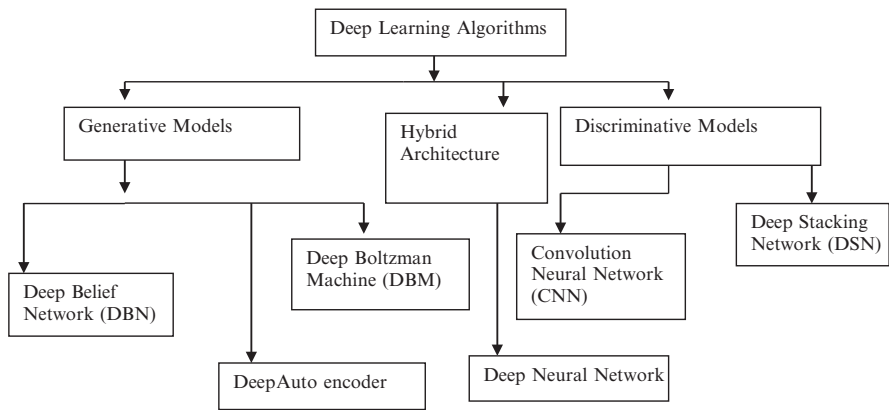 Deep Learning Algorithms
Generative Models
Hybrid
Architecture
Discriminative Models
Deep Belief
Network (DBN)
Deep Boltzman
Machine (DBM)
Convolution
Neural Network
(CNN)
Deep Stacking
Network (DSN)
DeepAuto encoder
Deep Neural Network